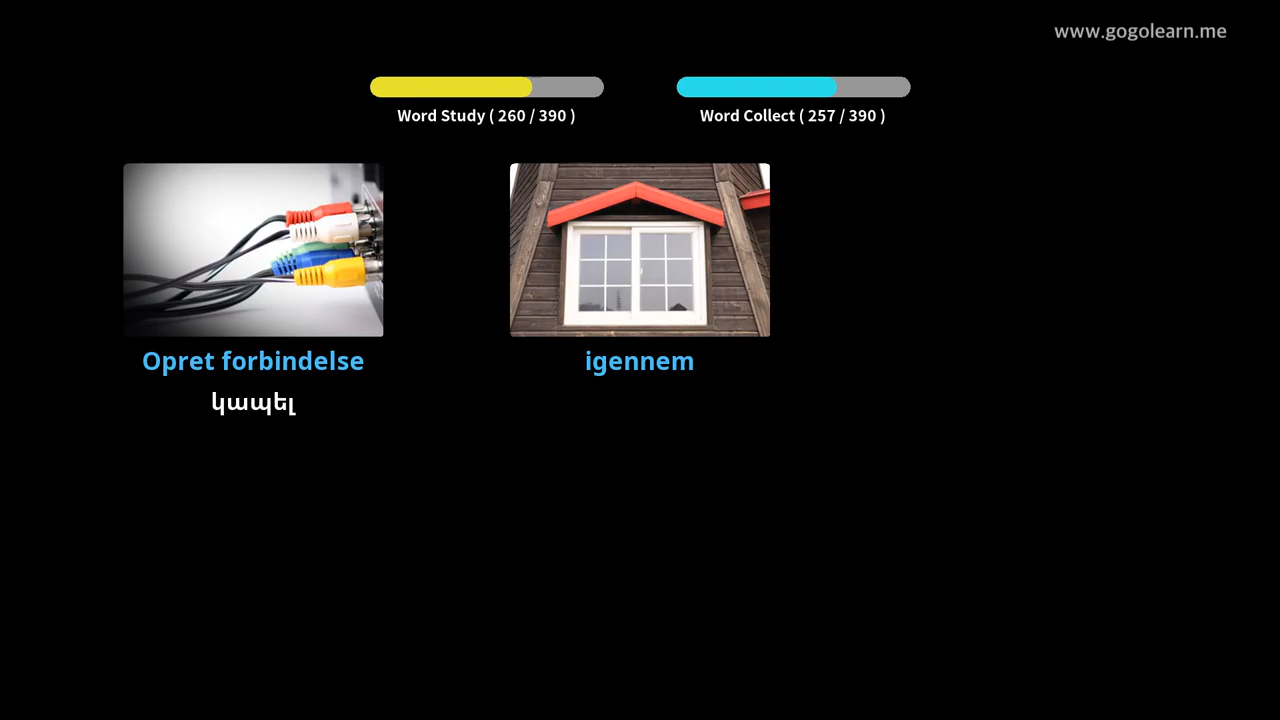 www.gogolearn.me
Word Study ( 260 / 390 )
Word Collect ( 257 / 390 )
Opret forbindelse
կապել
igennem